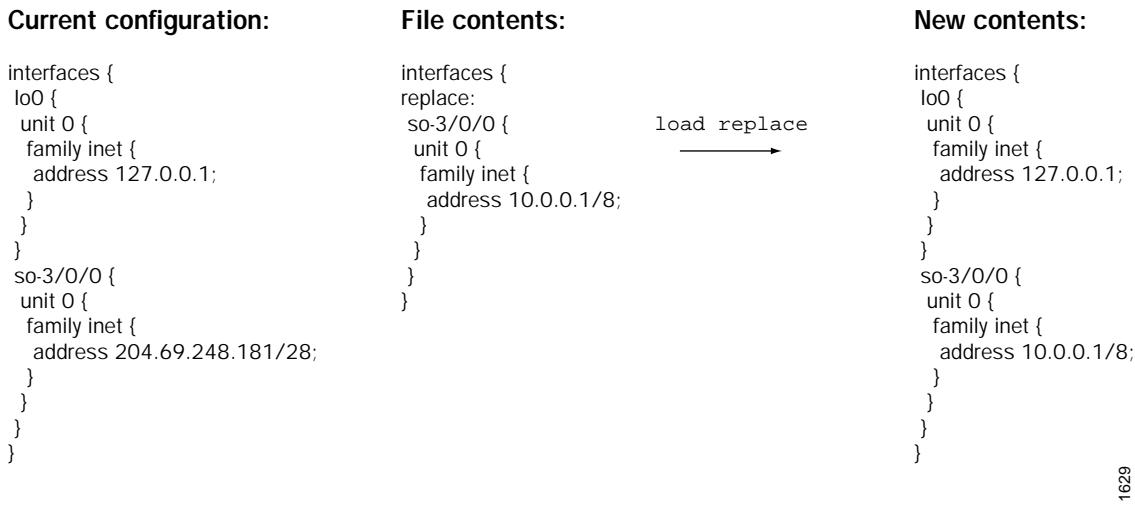 Current configuration:
interfaces {
lo0 {
unit 0 {
family inet {
address 127.0.0.1;
}
}
}
so-3/0/0 {
unit 0 {
family inet {
address 204.69.248.181/28;
}
}
}
}
File contents:
interfaces {
replace:
so-3/0/0 {
unit 0 {
family inet {
address 10.0.0.1/8;
}
}
}
}
load replace
New contents:
interfaces {
lo0 {
unit 0 {
family inet {
address 127.0.0.1;
}
}
}
so-3/0/0 {
unit 0 {
family inet {
address 10.0.0.1/8;
}
}
}
}
1629